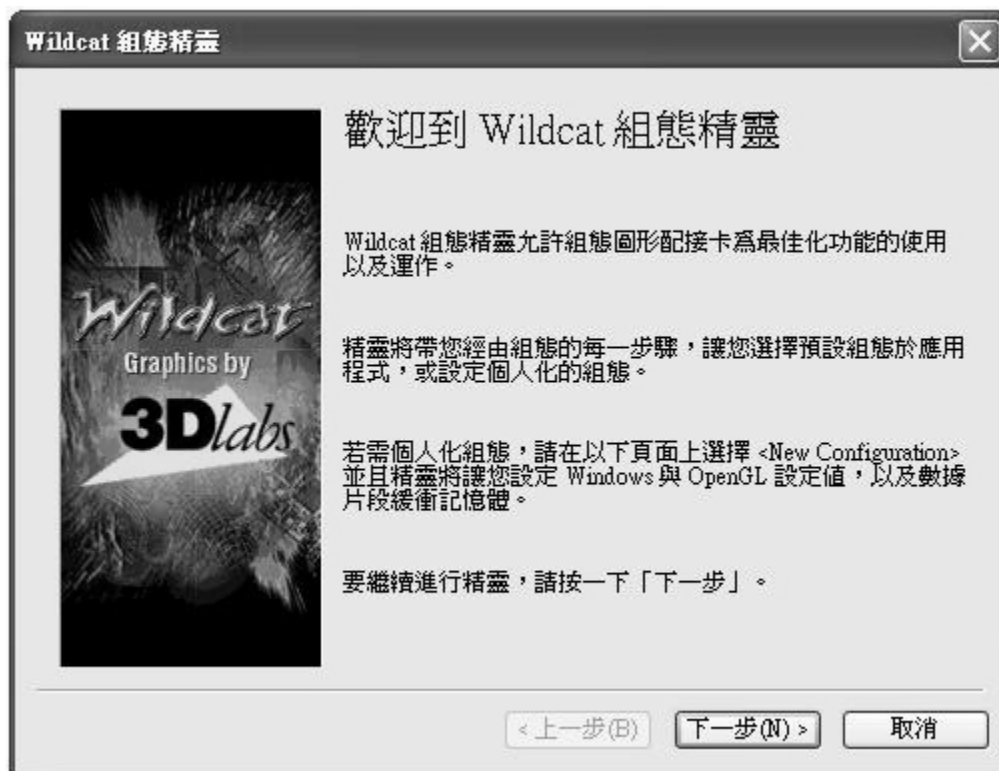 Wildcat 組態精靈
歡迎到 Wildcat 組態精靈
Wildcat 組態精靈允許組態圖形配接卡為最佳化功能的使用
以及運作。
精靈將帶您經由組態的每一步驟，讓您選擇預設組態於應用
程式，或設定個人化的組態。
若需個人化組態，請在以下頁面上選擇 <New Configuration>
並且精靈將讓您設定 Windows 與 OpenGL 設定值，以及數據
片段緩衝記憶體。
要繼續進行精靈，請按一下「下一步」。
Wildcat
Graphics by
3Dlabs
< 上一步(B)
下一步(N) >
取消